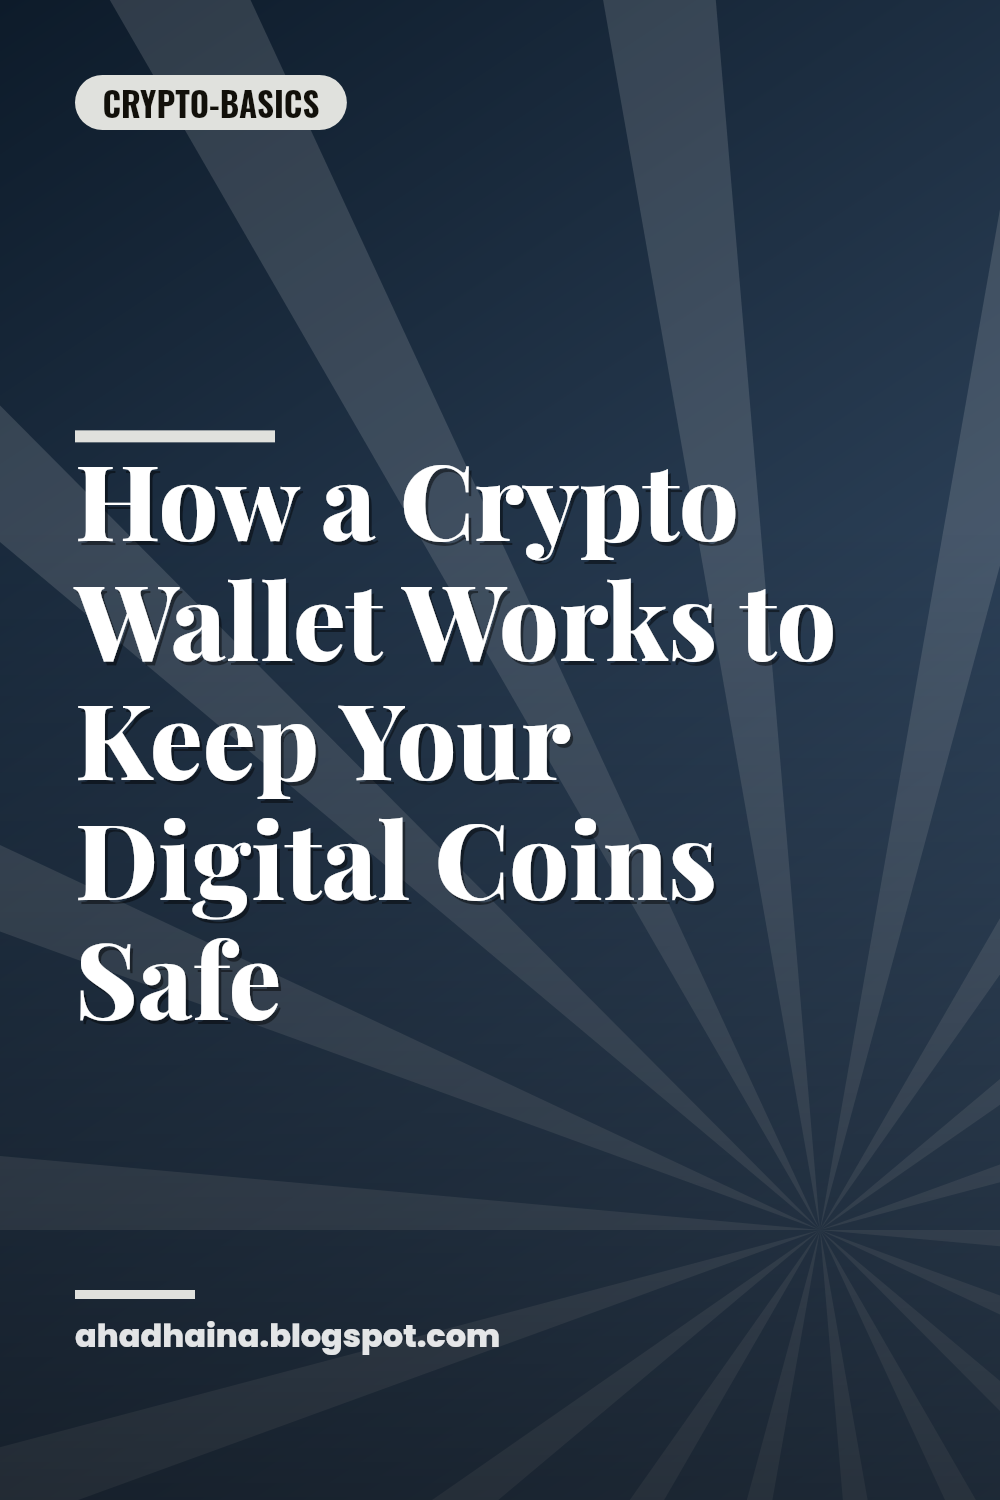 CRYPTO-BASICS
How a Crypto
Wallet Works to
Keep Your
Digital Coins
Safe
ahadhaina.blogspot.com